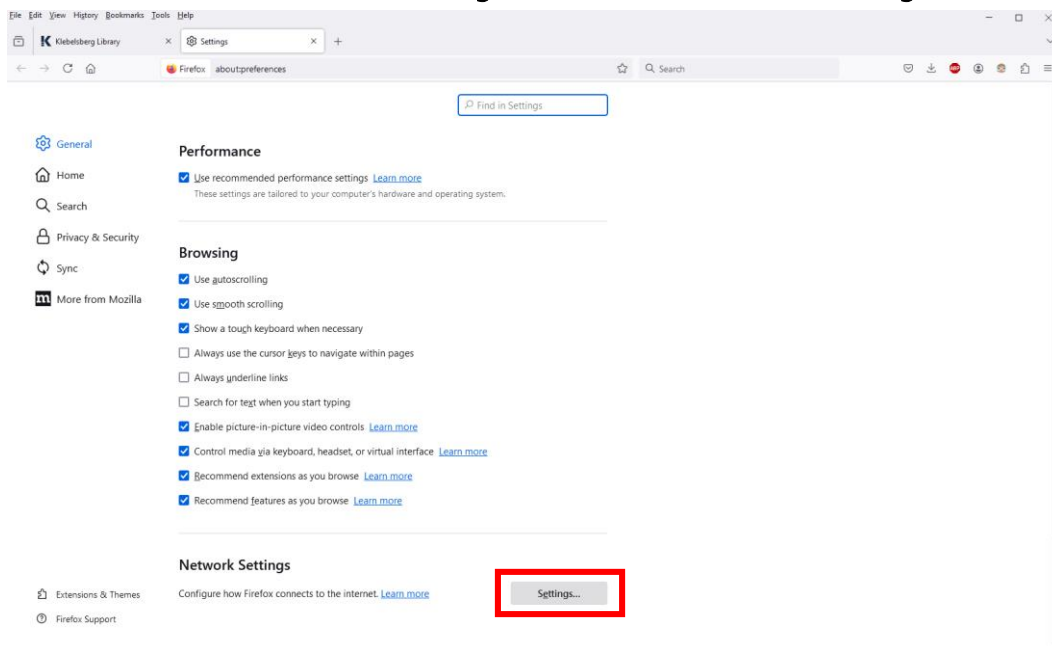 File Edit View History Bookmarks Tools Help
Klebelsberg Library
Settings
Firefox about:preferences
Search
Find in Settings
General
Home
Search
Privacy & Security
Sync
More from Mozilla
Extensions & Themes
Firefox Support
Performance
Use recommended performance settings Learn more
These settings are tailored to your computer's hardware and operating system.
Browsing
Use autoscrolling
Use smooth scrolling
Show a touch keyboard when necessary
Always use the cursor keys to navigate within pages
Always underline links
Search for text when you start typing
Enable picture-in-picture video controls Learn more
Control media via keyboard, headset, or virtual interface Learn more
Recommend extensions as you browse Learn more
Recommend features as you browse Learn more
Network Settings
Configure how Firefox connects to the internet. Learn more
Settings...